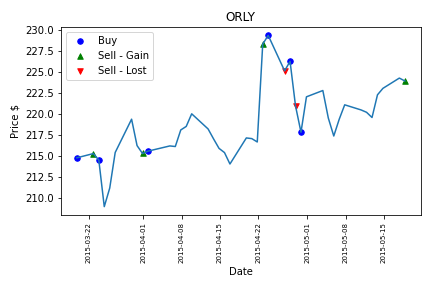 ORLY
Buy
Sell - Gain
Sell - Lost
Price $
230.0
227.5
225.0
222.5
220.0
217.5
215.0
212.5
210.0
2015-03-22
2015-04-01
2015-04-08
2015-04-15
2015-04-22
2015-05-01
2015-05-08
2015-05-15
Date